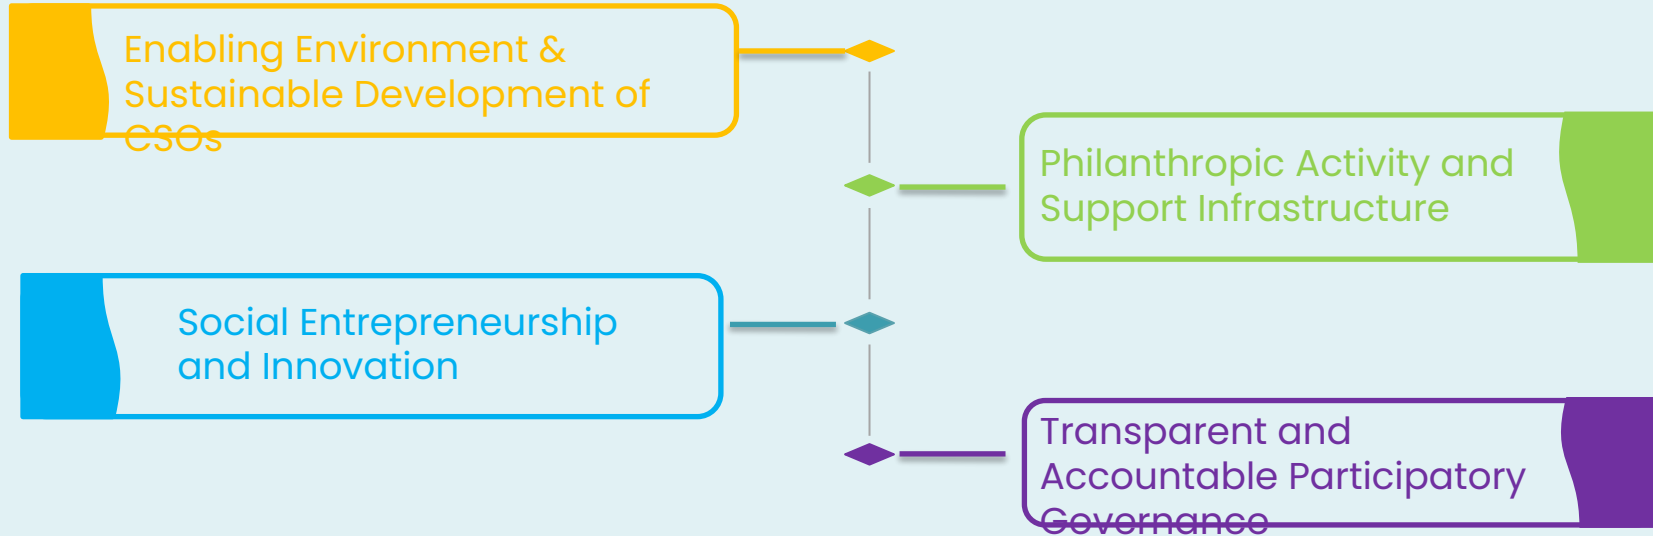 Enabling Environment &
Sustainable Development of
CSOs
Philanthropic Activity and
Support Infrastructure
Social Entrepreneurship
and Innovation
Transparent and
Accountable Participatory
Governance